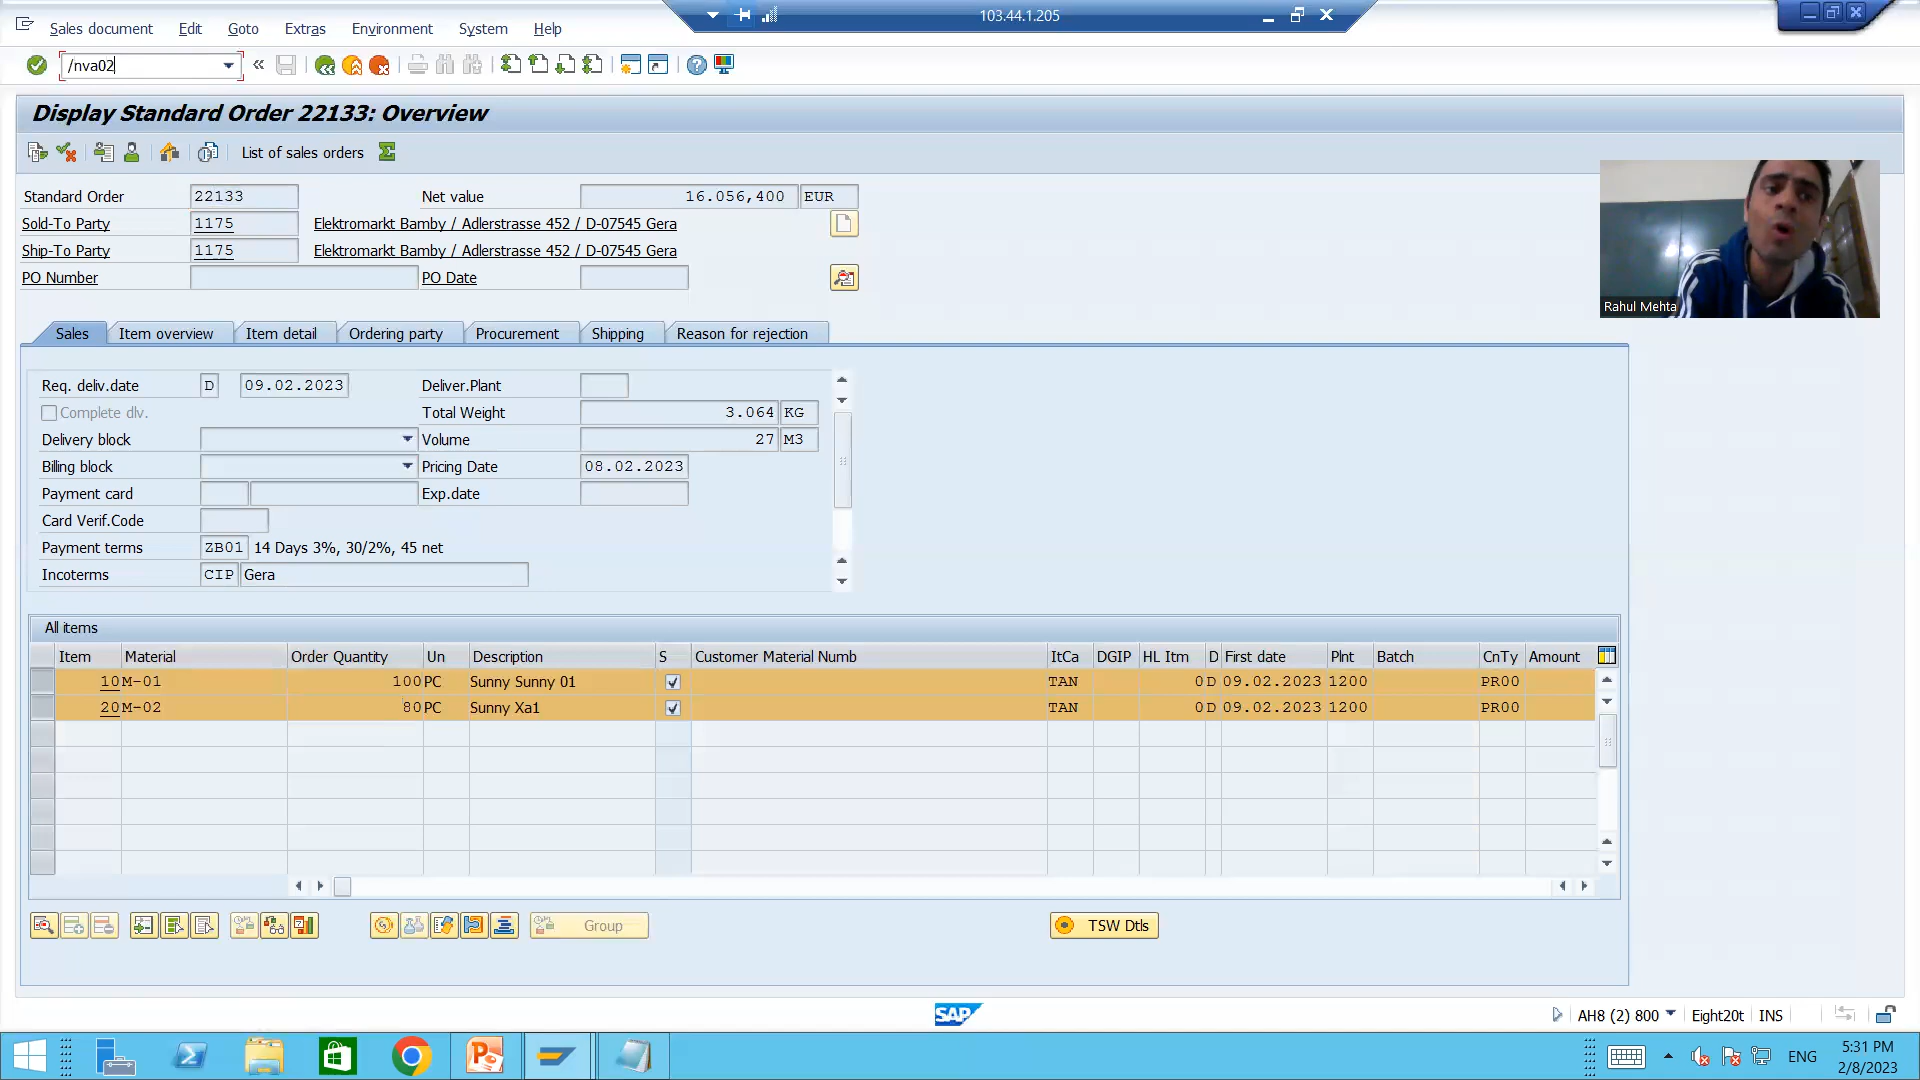 103.44.1.205
Sales document Edit Goto Extras Environment System Help
/nva02
Display Standard Order 22133: Overview
List of sales orders
Standard Order 22133 Net value 16.056,400 EUR
Sold-To Party 1175 Elektromarkt Bamby / Adlerstrasse 452 / D-07545 Gera
Ship-To Party 1175 Elektromarkt Bamby / Adlerstrasse 452 / D-07545 Gera
PO Number PO Date
Rahul Mehta
Sales Item overview Item detail Ordering party Procurement Shipping Reason for rejection
Req. deliv.date D 09.02.2023 Deliver.Plant
Complete dlv. Total Weight 3.064 KG
Delivery block Volume 27 M3
Billing block Pricing Date 08.02.2023
Payment card Exp.date
Card Verif.Code
Payment terms ZB01 14 Days 3%, 30/2%, 45 net
Incoterms CIP Gera
All items
Item Material Order Quantity Un Description S Customer Material Numb ItCa DGIP HL Itm D First date Plnt Batch CnTy Amount
10 M-01 100 PC Sunny Sunny 01 TAN 0 D 09.02.2023 1200 PR00
20 M-02 80 PC Sunny Xa1 TAN 0 D 09.02.2023 1200 PR00
Group TSW Dtls
SAP
AH8 (2) 800 Eight20t INS
ENG
5:31 PM
2/8/2023